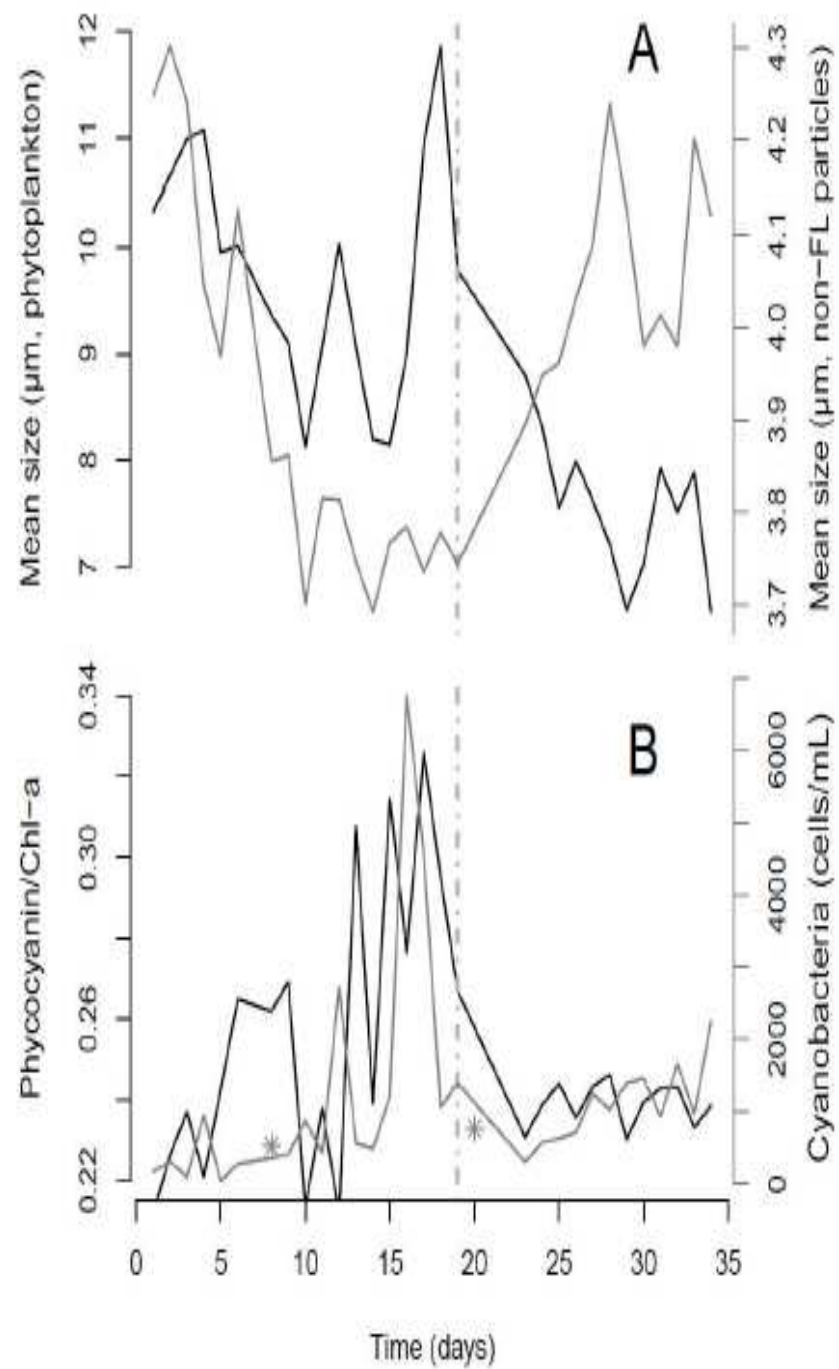 A
Mean size (µm, phytoplankton)
12
11
10
9
8
7
Mean size (µm, non-FL particles)
4.3
4.2
4.1
4.0
3.9
3.8
3.7
B
Phycocyanin/Chl-a
0.34
0.30
0.26
0.22
Cyanobacteria (cells/mL)
6000
4000
2000
0
0 5 10 15 20 25 30 35
Time (days)